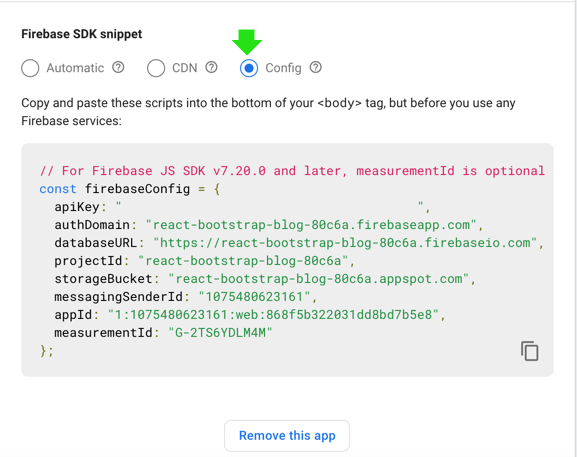 Firebase SDK snippet
Automatic CDN Config
Copy and paste these scripts into the bottom of your <body> tag, but before you use any
Firebase services:
// For Firebase JS SDK v7.20.0 and later, measurementId is optional
const firebaseConfig = {
  apiKey: "                                        ",
  authDomain: "react-bootstrap-blog-80c6a.firebaseapp.com",
  databaseURL: "https://react-bootstrap-blog-80c6a.firebaseio.com",
  projectId: "react-bootstrap-blog-80c6a",
  storageBucket: "react-bootstrap-blog-80c6a.appspot.com",
  messagingSenderId: "1075480623161",
  appId: "1:1075480623161:web:868f5b322031dd8bd7b5e8",
  measurementId: "G-2TS6YDLM4M"
};
Remove this app